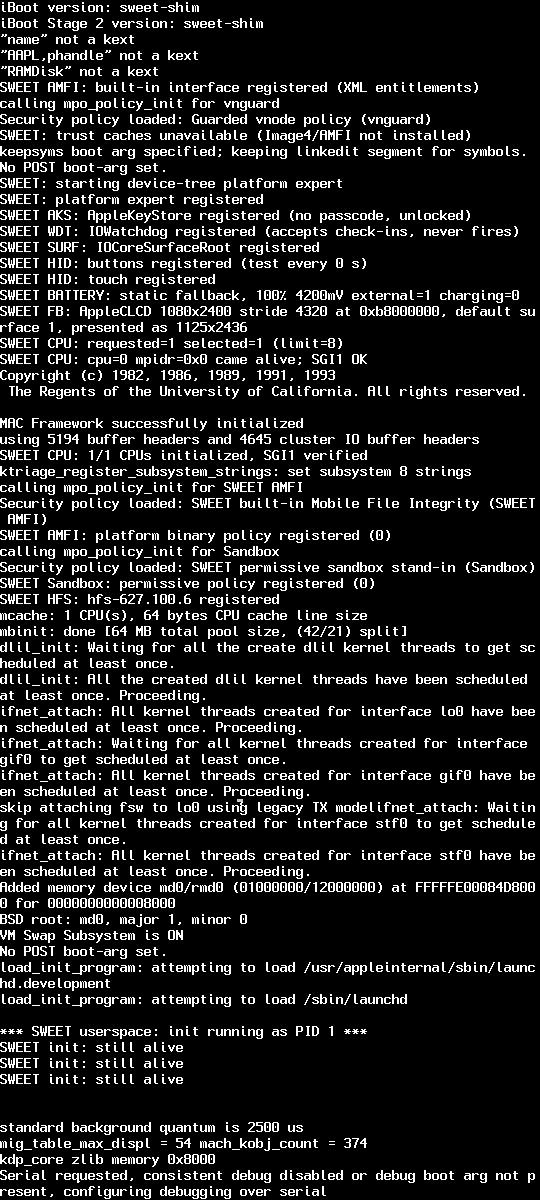 iBoot version: sweet-shim
iBoot Stage 2 version: sweet-shim
"name" not a kext
"AAPL,phandle" not a kext
"RAMDisk" not a kext
SWEET AMFI: built-in interface registered (XML entitlements)
calling mpo_policy_init for vnguard
Security policy loaded: Guarded vnode policy (vnguard)
SWEET: trust caches unavailable (Image4/AMFI not installed)
keepsyms boot arg specified; keeping linkedit segment for symbols.
No POST boot-arg set.
SWEET: starting device-tree platform expert
SWEET: platform expert registered
SWEET AKS: AppleKeyStore registered (no passcode, unlocked)
SWEET WDT: IOWatchdog registered (accepts check-ins, never fires)
SWEET SURF: IOCoreSurfaceRoot registered
SWEET HID: buttons registered (test every 0 s)
SWEET HID: touch registered
SWEET BATTERY: static fallback, 100% 4200mV external=1 charging=0
SWEET FB: AppleCLCD 1080x2400 stride 4320 at 0xb8000000, default su
rface 1, presented as 1125x2436
SWEET CPU: requested=1 selected=1 (limit=8)
SWEET CPU: cpu=0 mpidr=0x0 came alive; SGI1 OK
Copyright (c) 1982, 1986, 1989, 1991, 1993
The Regents of the University of California. All rights reserved.
MAC Framework successfully initialized
using 5194 buffer headers and 4645 cluster IO buffer headers
SWEET CPU: 1/1 CPUs initialized, SGI1 verified
ktriage_register_subsystem_strings: set subsystem 8 strings
calling mpo_policy_init for SWEET AMFI
Security policy loaded: SWEET built-in Mobile File Integrity (SWEET
AMFI)
SWEET AMFI: platform binary policy registered (0)
calling mpo_policy_init for Sandbox
Security policy loaded: SWEET permissive sandbox stand-in (Sandbox)
SWEET Sandbox: permissive policy registered (0)
SWEET HFS: hfs-627.100.6 registered
mcache: 1 CPU(s), 64 bytes CPU cache line size
mbinit: done [64 MB total pool size, (42/21) split]
dlil_init: Waiting for all the create dlil kernel threads to get sc
heduled at least once.
dlil_init: All the created dlil kernel threads have been scheduled
at least once. Proceeding.
ifnet_attach: All kernel threads created for interface lo0 have bee
n scheduled at least once. Proceeding.
ifnet_attach: Waiting for all kernel threads created for interface
gif0 to get scheduled at least once.
ifnet_attach: All kernel threads created for interface gif0 have be
en scheduled at least once. Proceeding.
skip attaching fsw to lo0 using legacy TX modelifnet_attach: Waitin
g for all kernel threads created for interface stf0 to get schedule
d at least once.
ifnet_attach: All kernel threads created for interface stf0 have be
en scheduled at least once. Proceeding.
Added memory device md0/rmd0 (01000000/12000000) at FFFFFE00084D800
0 for 0000000000008000
BSD root: md0, major 1, minor 0
VM Swap Subsystem is ON
No POST boot-arg set.
load_init_program: attempting to load /usr/appleinternal/sbin/launc
hd.development
load_init_program: attempting to load /sbin/launchd
*** SWEET userspace: init running as PID 1 ***
SWEET init: still alive
SWEET init: still alive
SWEET init: still alive
standard background quantum is 2500 us
mig_table_max_displ = 54 mach_kobj_count = 374
kdp_core zlib memory 0x8000
Serial requested, consistent debug disabled or debug boot arg not p
resent, configuring debugging over serial